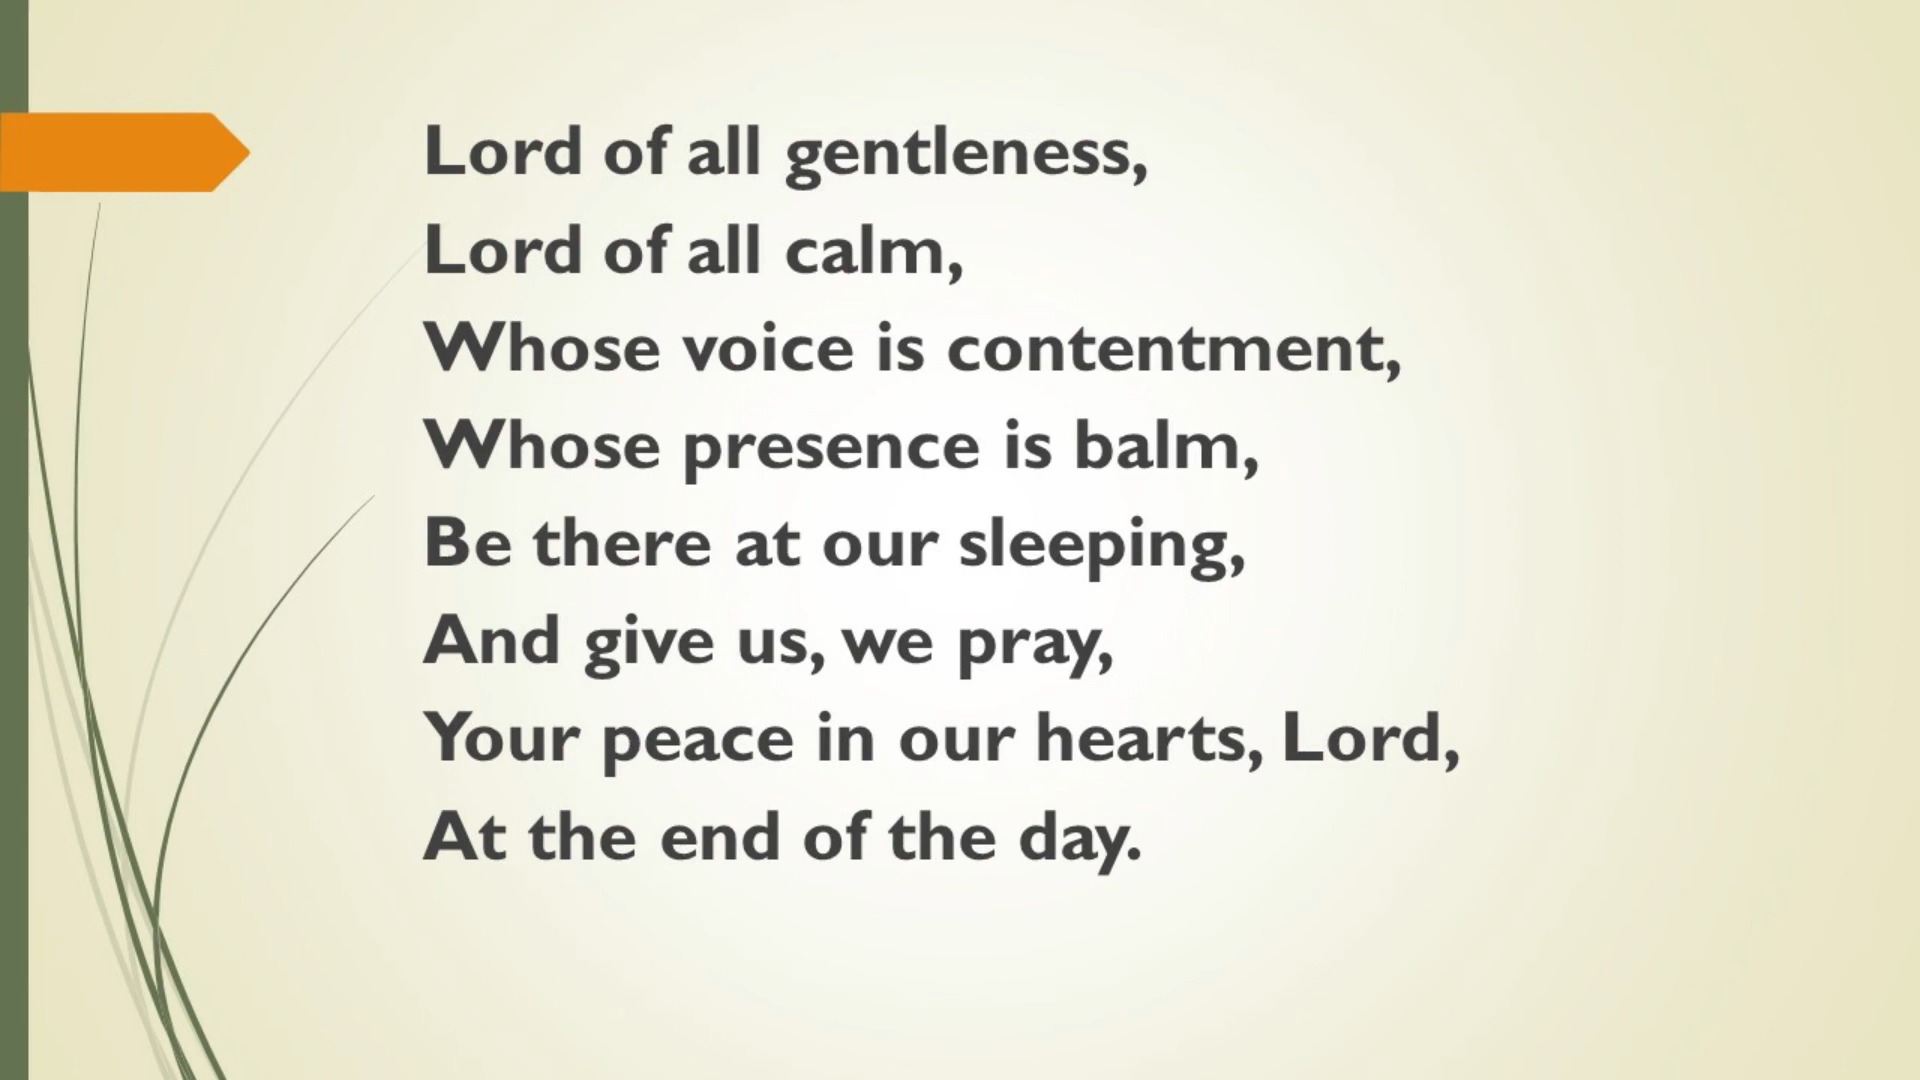 Lord of all gentleness,
Lord of all calm,
Whose voice is contentment,
Whose presence is balm,
Be there at our sleeping,
And give us, we pray,
Your peace in our hearts, Lord,
At the end of the day.